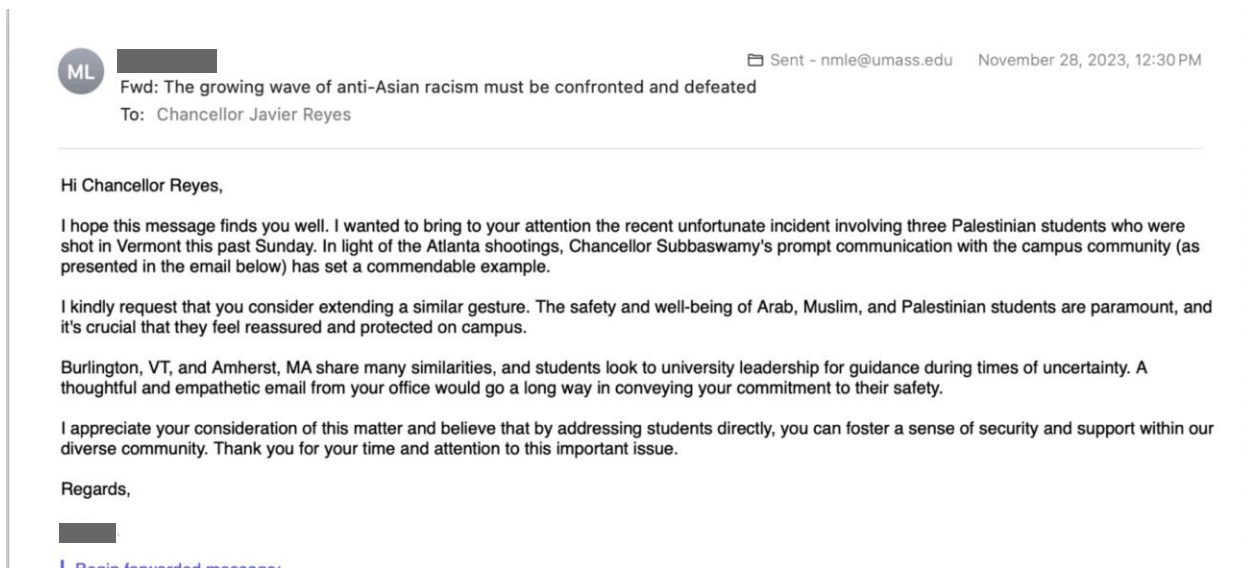 ML
Sent - nmle@umass.edu November 28, 2023, 12:30 PM
Fwd: The growing wave of anti-Asian racism must be confronted and defeated
To: Chancellor Javier Reyes
Hi Chancellor Reyes,
I hope this message finds you well. I wanted to bring to your attention the recent unfortunate incident involving three Palestinian students who were
shot in Vermont this past Sunday. In light of the Atlanta shootings, Chancellor Subbaswamy's prompt communication with the campus community (as
presented in the email below) has set a commendable example.
I kindly request that you consider extending a similar gesture. The safety and well-being of Arab, Muslim, and Palestinian students are paramount, and
it's crucial that they feel reassured and protected on campus.
Burlington, VT, and Amherst, MA share many similarities, and students look to university leadership for guidance during times of uncertainty. A
thoughtful and empathetic email from your office would go a long way in conveying your commitment to their safety.
I appreciate your consideration of this matter and believe that by addressing students directly, you can foster a sense of security and support within our
diverse community. Thank you for your time and attention to this important issue.
Regards,
Begin forwarded message: